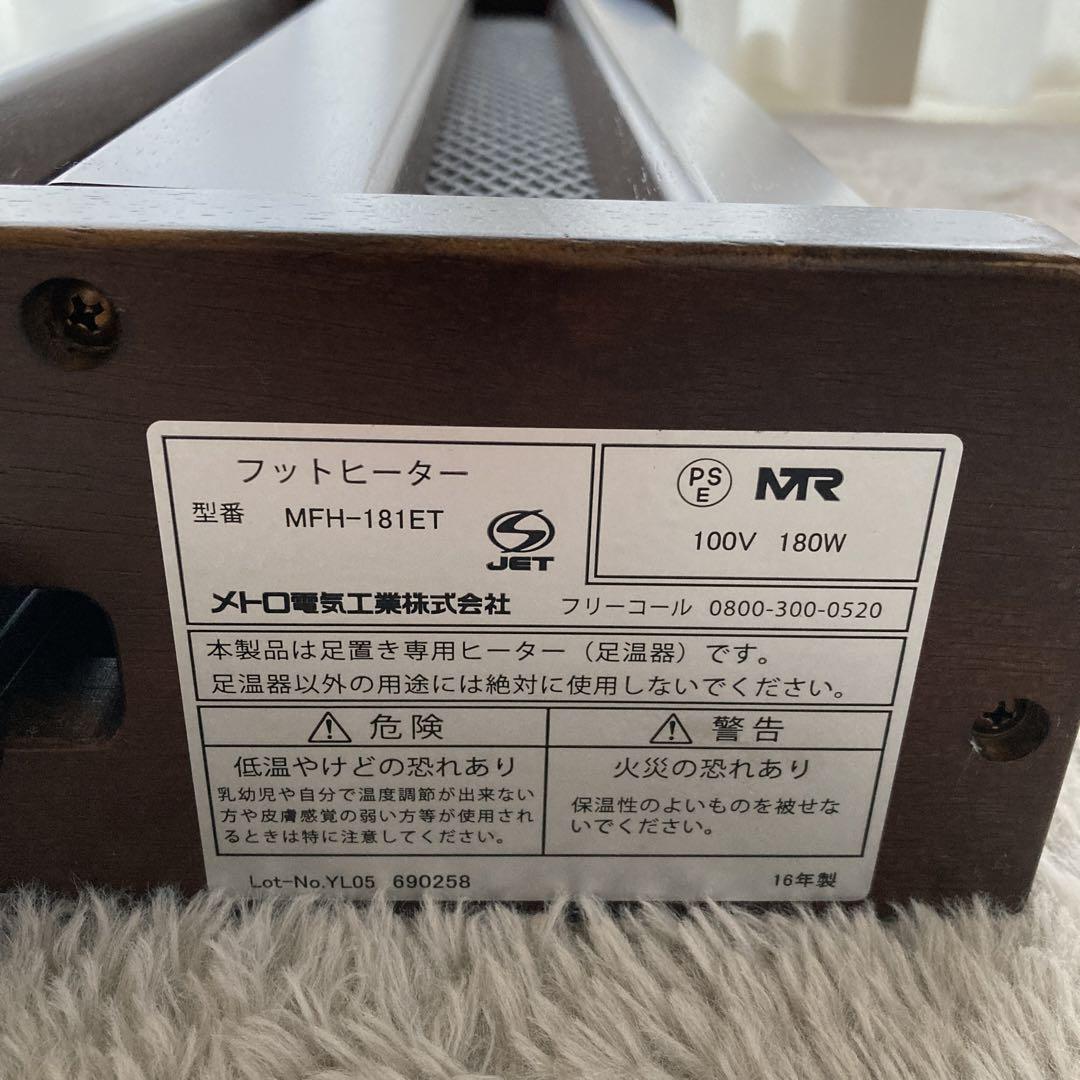 フットヒーター
型番 MFH-181ET
JET
PS
E
MTR
100V 180W
メトロ電気工業株式会社 フリーコール 0800-300-0520
本製品は足置き専用ヒーター（足温器）です。
足温器以外の用途には絶対に使用しないでください。
危険
低温やけどの恐れあり
乳幼児や自分で温度調節が出来ない
方や皮膚感覚の弱い方等が使用され
るときは特に注意してください。
警告
火災の恐れあり
保温性のよいものを被せな
いでください。
Lot-No.YL05 690258 16年製